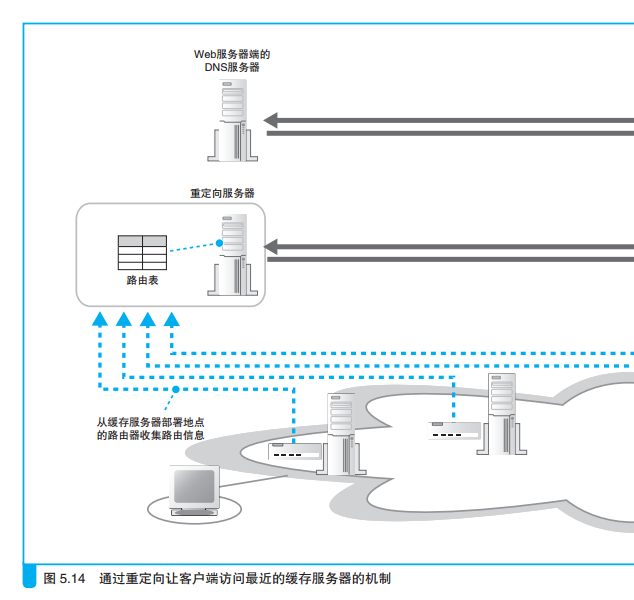 Web服务器端的
DNS服务器
重定向服务器
路由表
从缓存服务器部署地点
的路由器收集路由信息
图 5.14 通过重定向让客户端访问最近的缓存服务器的机制